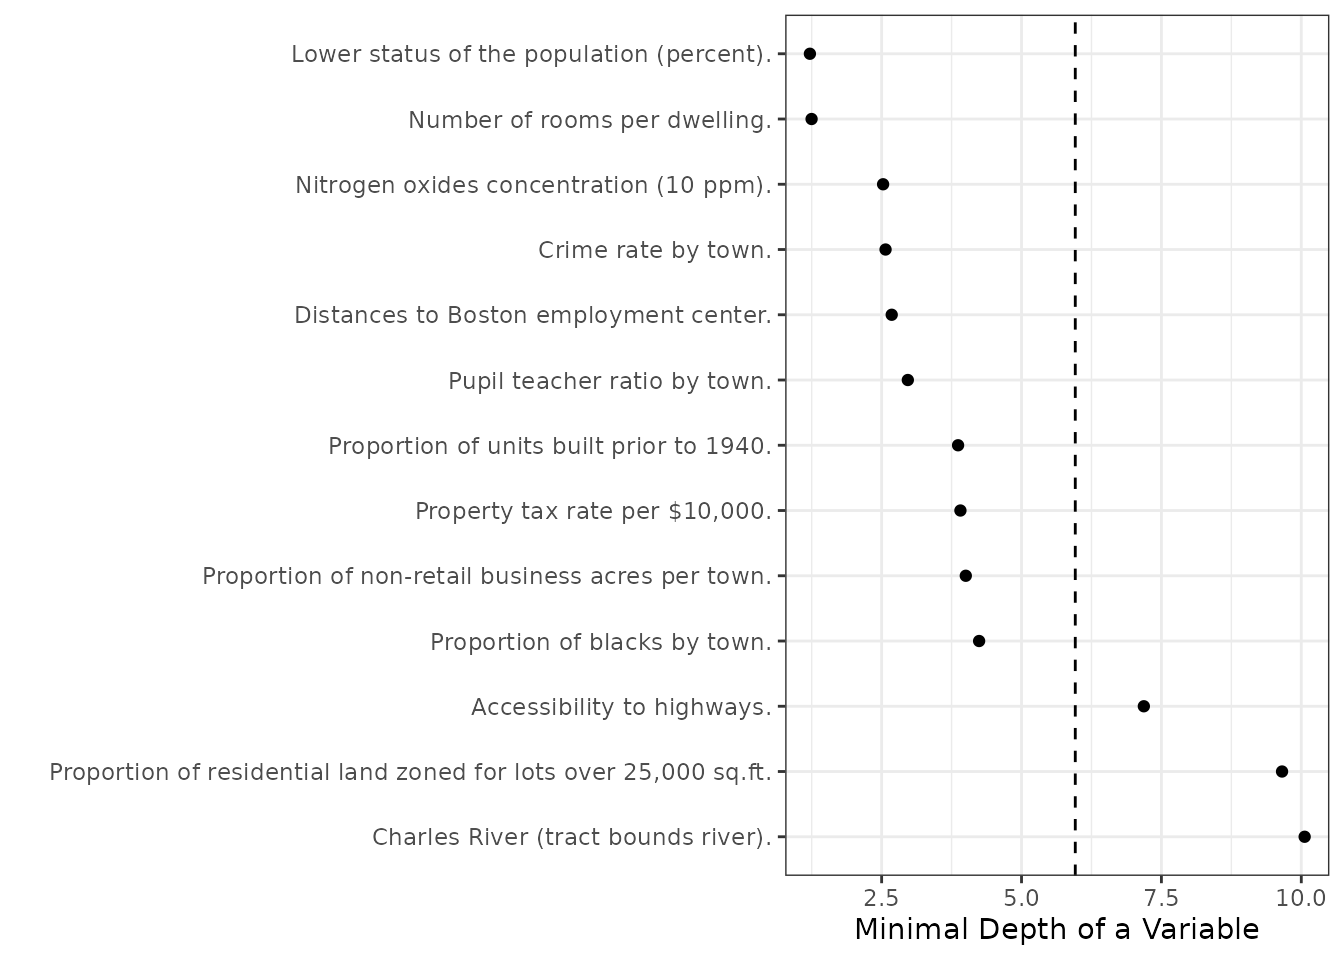 Lower status of the population (percent).
Number of rooms per dwelling.
Nitrogen oxides concentration (10 ppm).
Crime rate by town.
Distances to Boston employment center.
Pupil teacher ratio by town.
Proportion of units built prior to 1940.
Property tax rate per $10,000.
Proportion of non-retail business acres per town.
Proportion of blacks by town.
Accessibility to highways.
Proportion of residential land zoned for lots over 25,000 sq.ft.
Charles River (tract bounds river).
2.5 5.0 7.5 10.0
Minimal Depth of a Variable